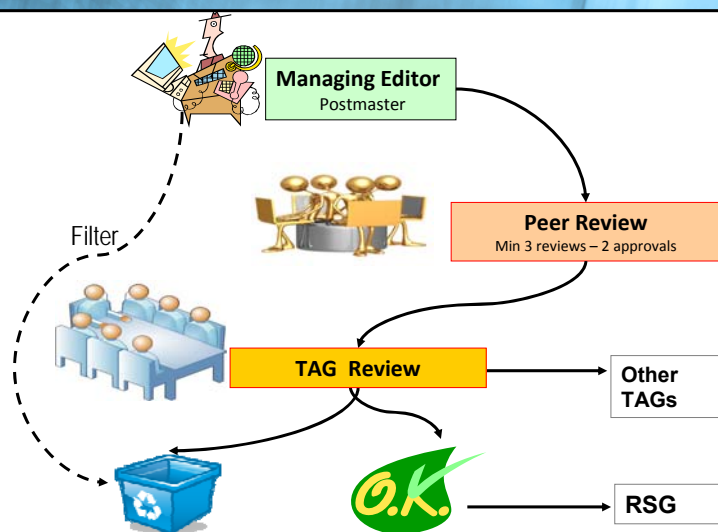 Managing Editor
Postmaster
Peer Review
Min 3 reviews – 2 approvals
Filter
TAG Review
Other
TAGs
O.K.
RSG